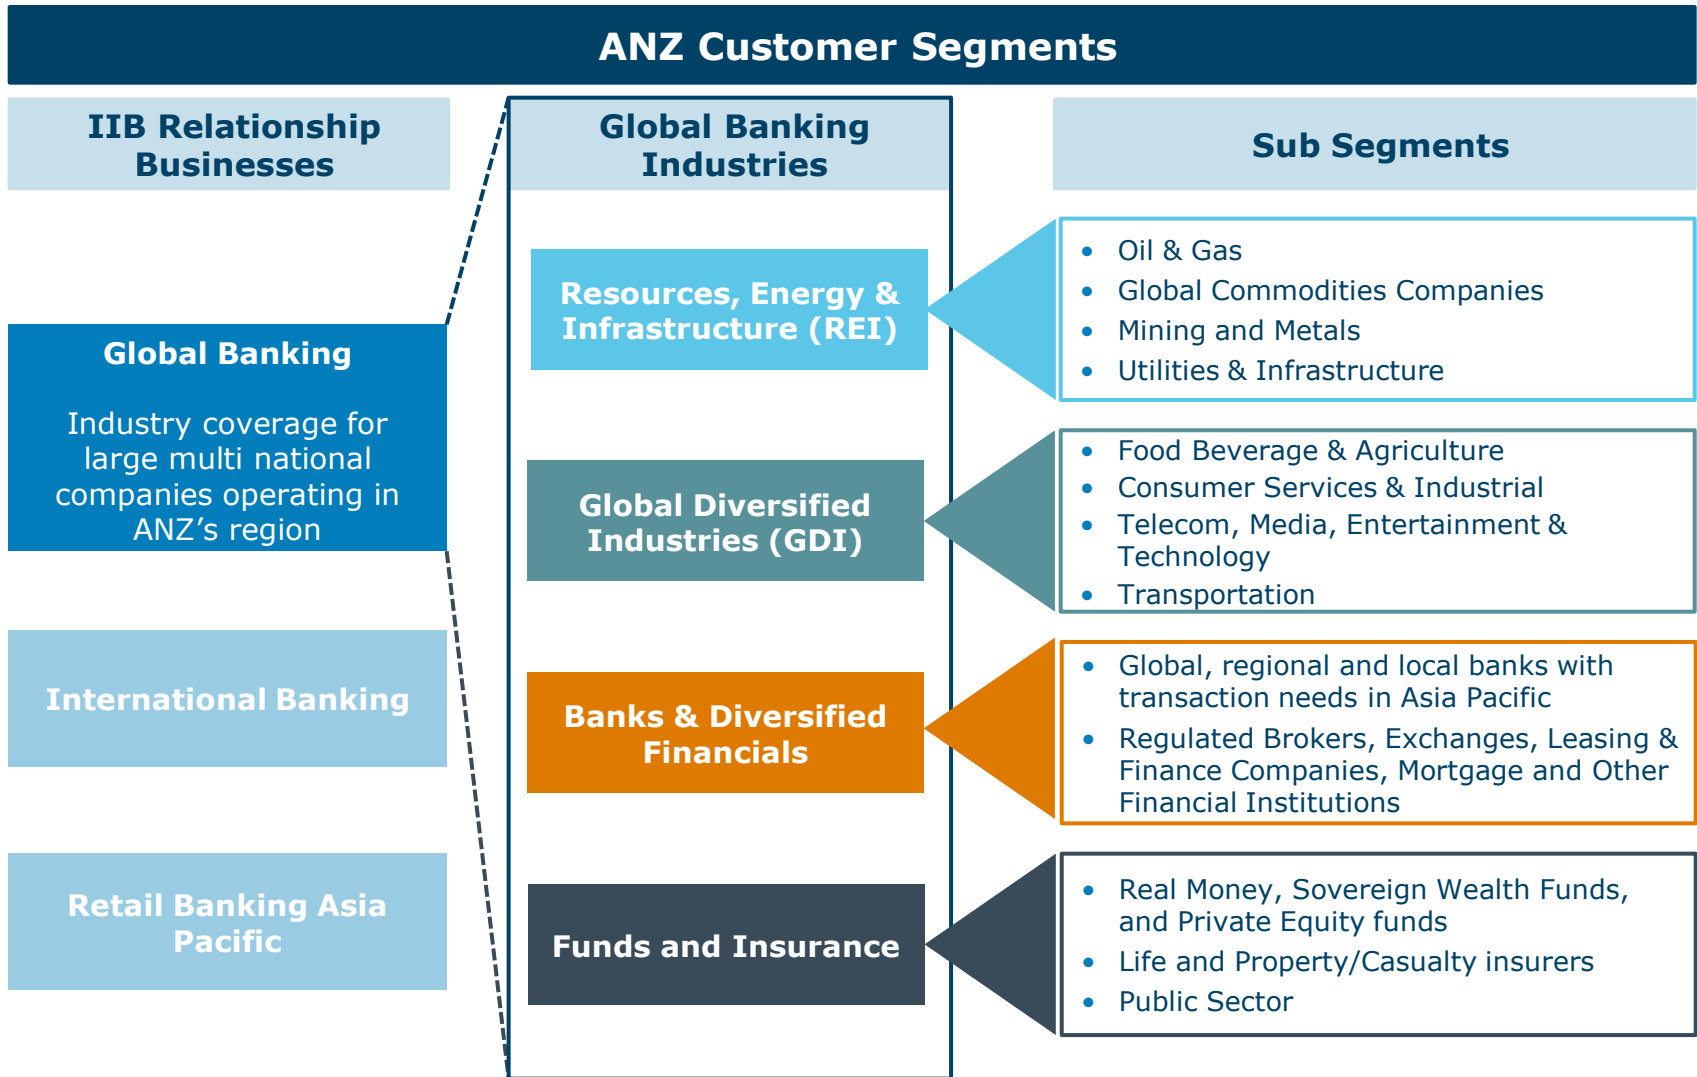 ANZ Customer Segments
IIB Relationship
Businesses
Global Banking
Industry coverage for
large multi national
companies operating in
ANZ’s region
International Banking
Retail Banking Asia
Pacific
Global Banking
Industries
Resources, Energy &
Infrastructure (REI)
Global Diversified
Industries (GDI)
Banks & Diversified
Financials
Funds and Insurance
Sub Segments
• Oil & Gas
• Global Commodities Companies
• Mining and Metals
• Utilities & Infrastructure
• Food Beverage & Agriculture
• Consumer Services & Industrial
• Telecom, Media, Entertainment &
Technology
• Transportation
• Global, regional and local banks with
transaction needs in Asia Pacific
• Regulated Brokers, Exchanges, Leasing &
Finance Companies, Mortgage and Other
Financial Institutions
• Real Money, Sovereign Wealth Funds,
and Private Equity funds
• Life and Property/Casualty insurers
• Public Sector